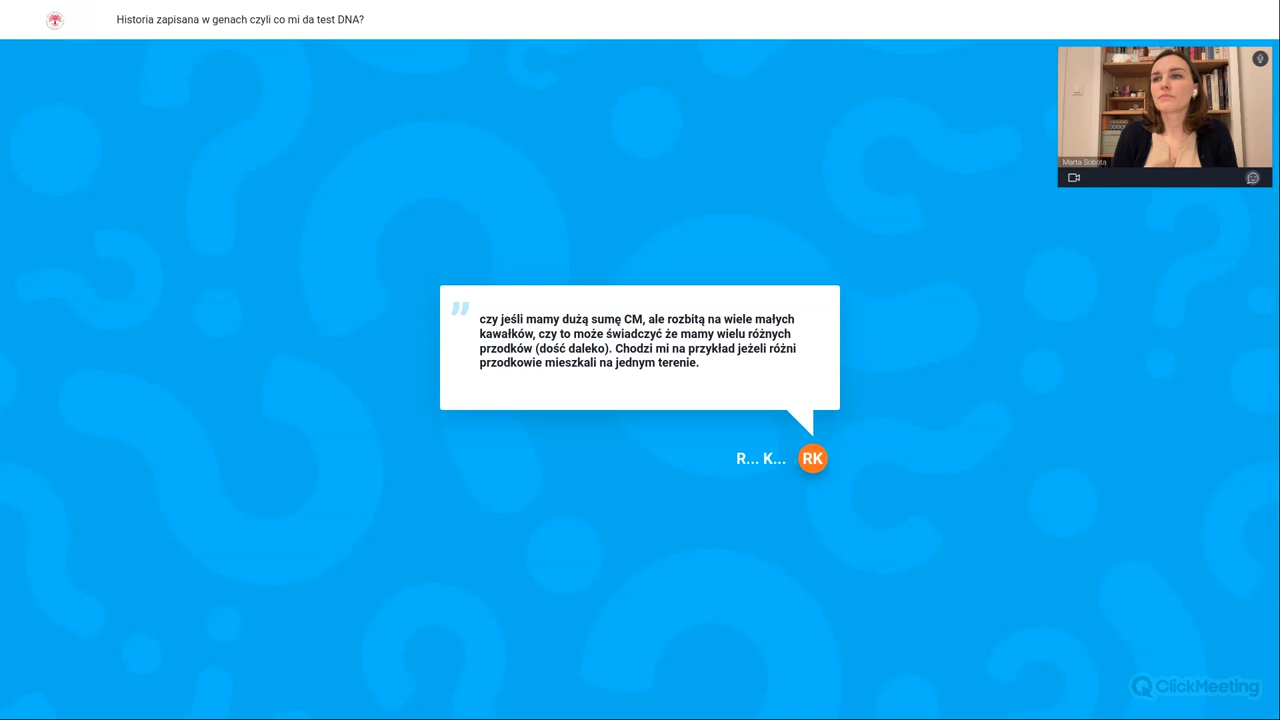 Historia zapisana w genach czyli co mi da test DNA?
Marta Sobota
czy jeśli mamy dużą sumę CM, ale rozbitą na wiele małych
kawałków, czy to może świadczyć że mamy wielu różnych
przodków (dość daleko). Chodzi mi na przykład jeżeli różni
przodkowie mieszkali na jednym terenie.
R... K... RK
ClickMeeting